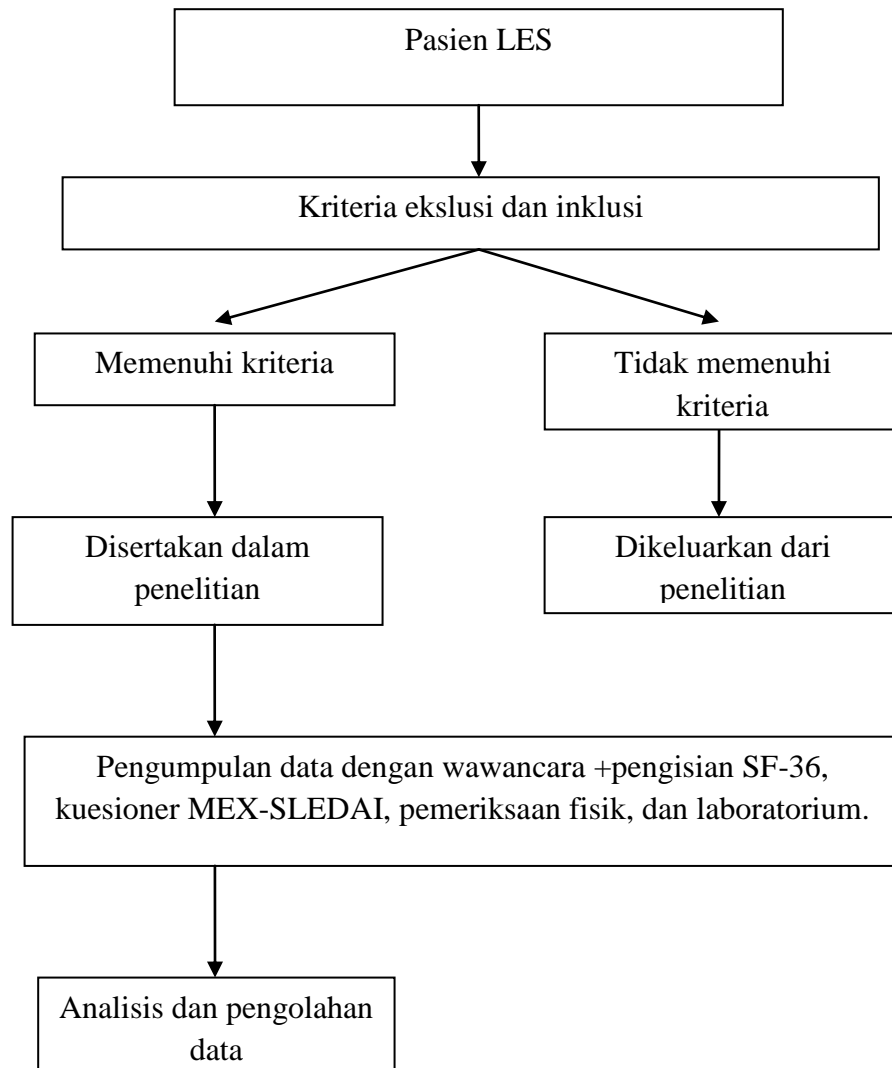 Pasien LES
Kriteria ekslusi dan inklusi
Memenuhi kriteria
Tidak memenuhi
kriteria
Disertakan dalam
penelitian
Dikeluarkan dari
penelitian
Pengumpulan data dengan wawancara +pengisian SF-36,
kuesioner MEX-SLEDAI, pemeriksaan fisik, dan laboratorium.
Analisis dan pengolahan
data